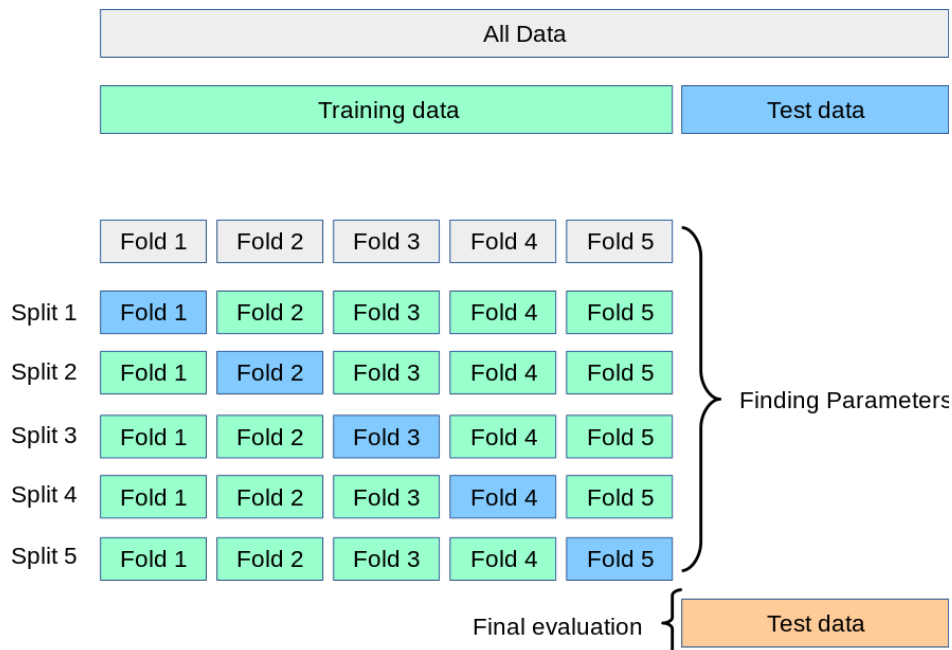 All Data
Training data Test data
Fold 1 Fold 2 Fold 3 Fold 4 Fold 5
Split 1 Fold 1 Fold 2 Fold 3 Fold 4 Fold 5
Split 2 Fold 1 Fold 2 Fold 3 Fold 4 Fold 5
Finding Parameters
Split 3 Fold 1 Fold 2 Fold 3 Fold 4 Fold 5
Split 4 Fold 1 Fold 2 Fold 3 Fold 4 Fold 5
Split 5 Fold 1 Fold 2 Fold 3 Fold 4 Fold 5
Final evaluation Test data